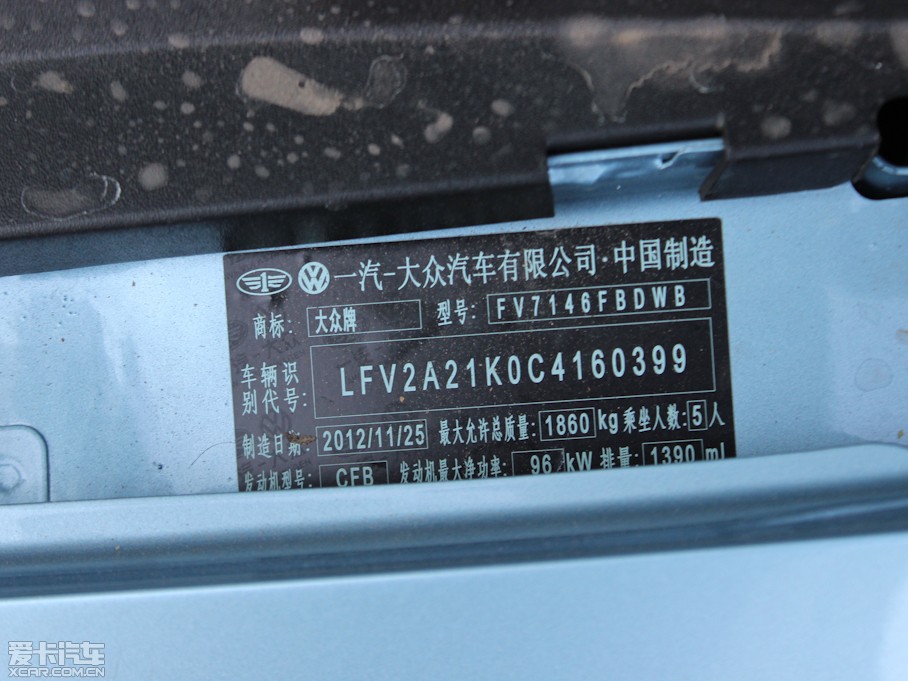 一汽-大众汽车有限公司·中国制造
商标: 大众牌 型号: FV7146FBDWB
车辆识别代号: LFV2A21K0C4160399
制造日期: 2012/11/25 最大允许总质量: 1860 kg 乘坐人数: 5 人
发动机型号: CFB 发动机最大净功率: 96 kW 排量: 1390 ml
爱卡汽车
XCAR.COM.CN